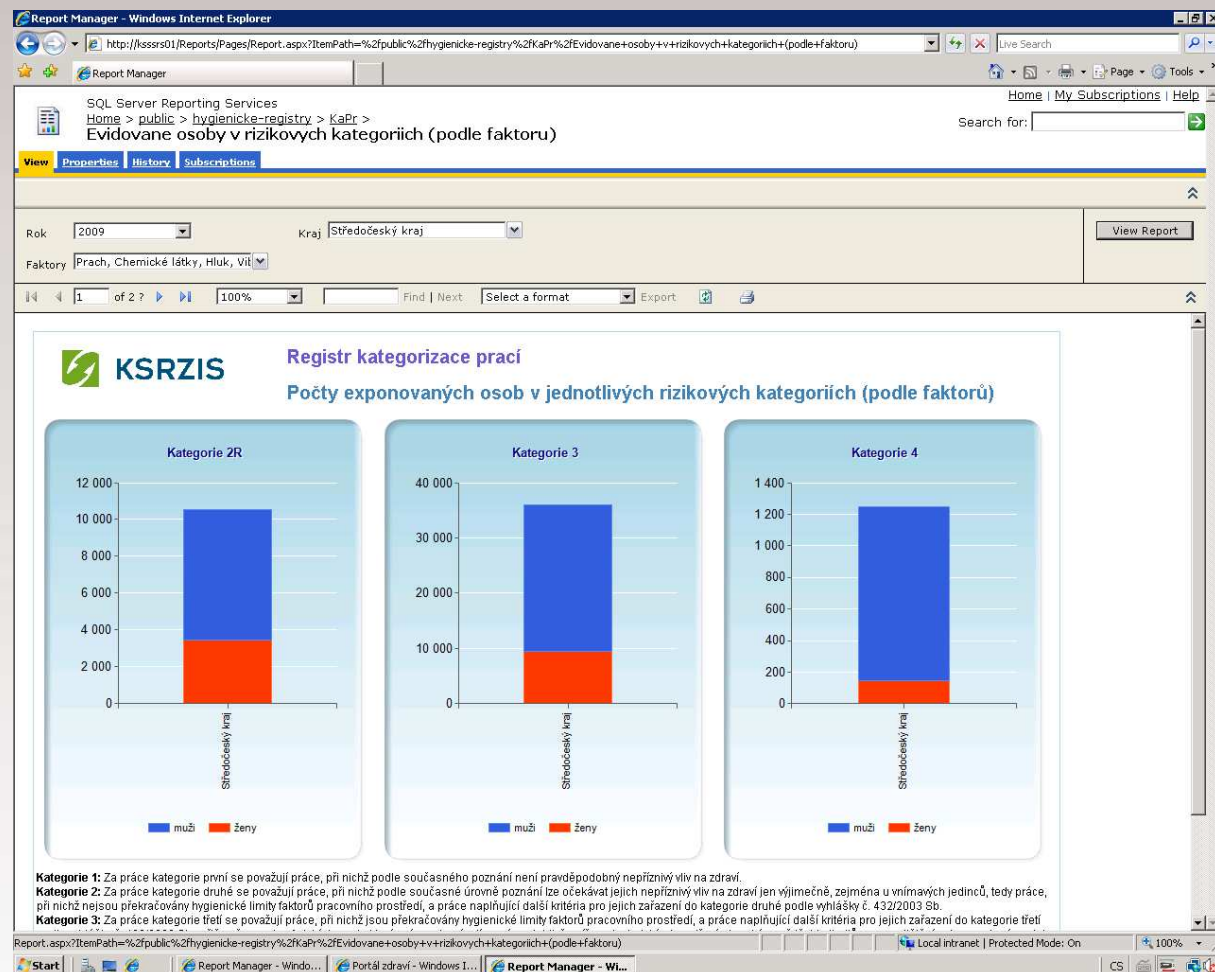 Report Manager - Windows Internet Explorer
http://ksssrs01/Reports/Pages/Report.aspx?ItemPath=%2fpublic%2fhygienicke-registry%2fKaPr%2fEvidovane+osoby+v+rizikovych+kategoriich+(podle+faktoru)
Live Search
Report Manager
Page
Tools
SQL Server Reporting Services
Home | My Subscriptions | Help
Home > public > hygienicke-registry > KaPr >
Evidovane osoby v rizikovych kategoriich (podle faktoru)
Search for:
View Properties History Subscriptions
Rok 2009 Kraj Středočeský kraj View Report
Faktory Prach, Chemické látky, Hluk, Vib
1 of 2 ? 100% Find | Next Select a format Export
KSRZIS
Registr kategorizace prací
Počty exponovaných osob v jednotlivých rizikových kategoriích (podle faktorů)
Kategorie 2R
12 000
10 000
8 000
6 000
4 000
2 000
0
Středočeský kraj
muži ženy
Kategorie 3
40 000
30 000
20 000
10 000
0
Středočeský kraj
muži ženy
Kategorie 4
1 400
1 200
1 000
800
600
400
200
0
Středočeský kraj
muži ženy
Kategorie 1: Za práce kategorie první se považují práce, při nichž podle současného poznání není pravděpodobný nepříznivý vliv na zdraví.
Kategorie 2: Za práce kategorie druhé se považují práce, při nichž podle současné úrovně poznání lze očekávat jejich nepříznivý vliv na zdraví jen výjimečně, zejména u vnímavých jedinců, tedy práce,
při nichž nejsou překračovány hygienické limity faktorů pracovního prostředí, a práce naplňující další kritéria pro jejich zařazení do kategorie druhé podle vyhlášky č. 432/2003 Sb.
Kategorie 3: Za práce kategorie třetí se považují práce, při nichž jsou překračovány hygienické limity faktorů pracovního prostředí, a práce naplňující další kritéria pro jejich zařazení do kategorie třetí
Report.aspx?ItemPath=%2fpublic%2fhygienicke-registry%2fKaPr%2fEvidovane+osoby+v+rizikovych+kategoriich+(podle+faktoru)
Local intranet | Protected Mode: On
100%
Start
Report Manager - Windo...
Portál zdraví - Windows I...
Report Manager - Wi...
CS